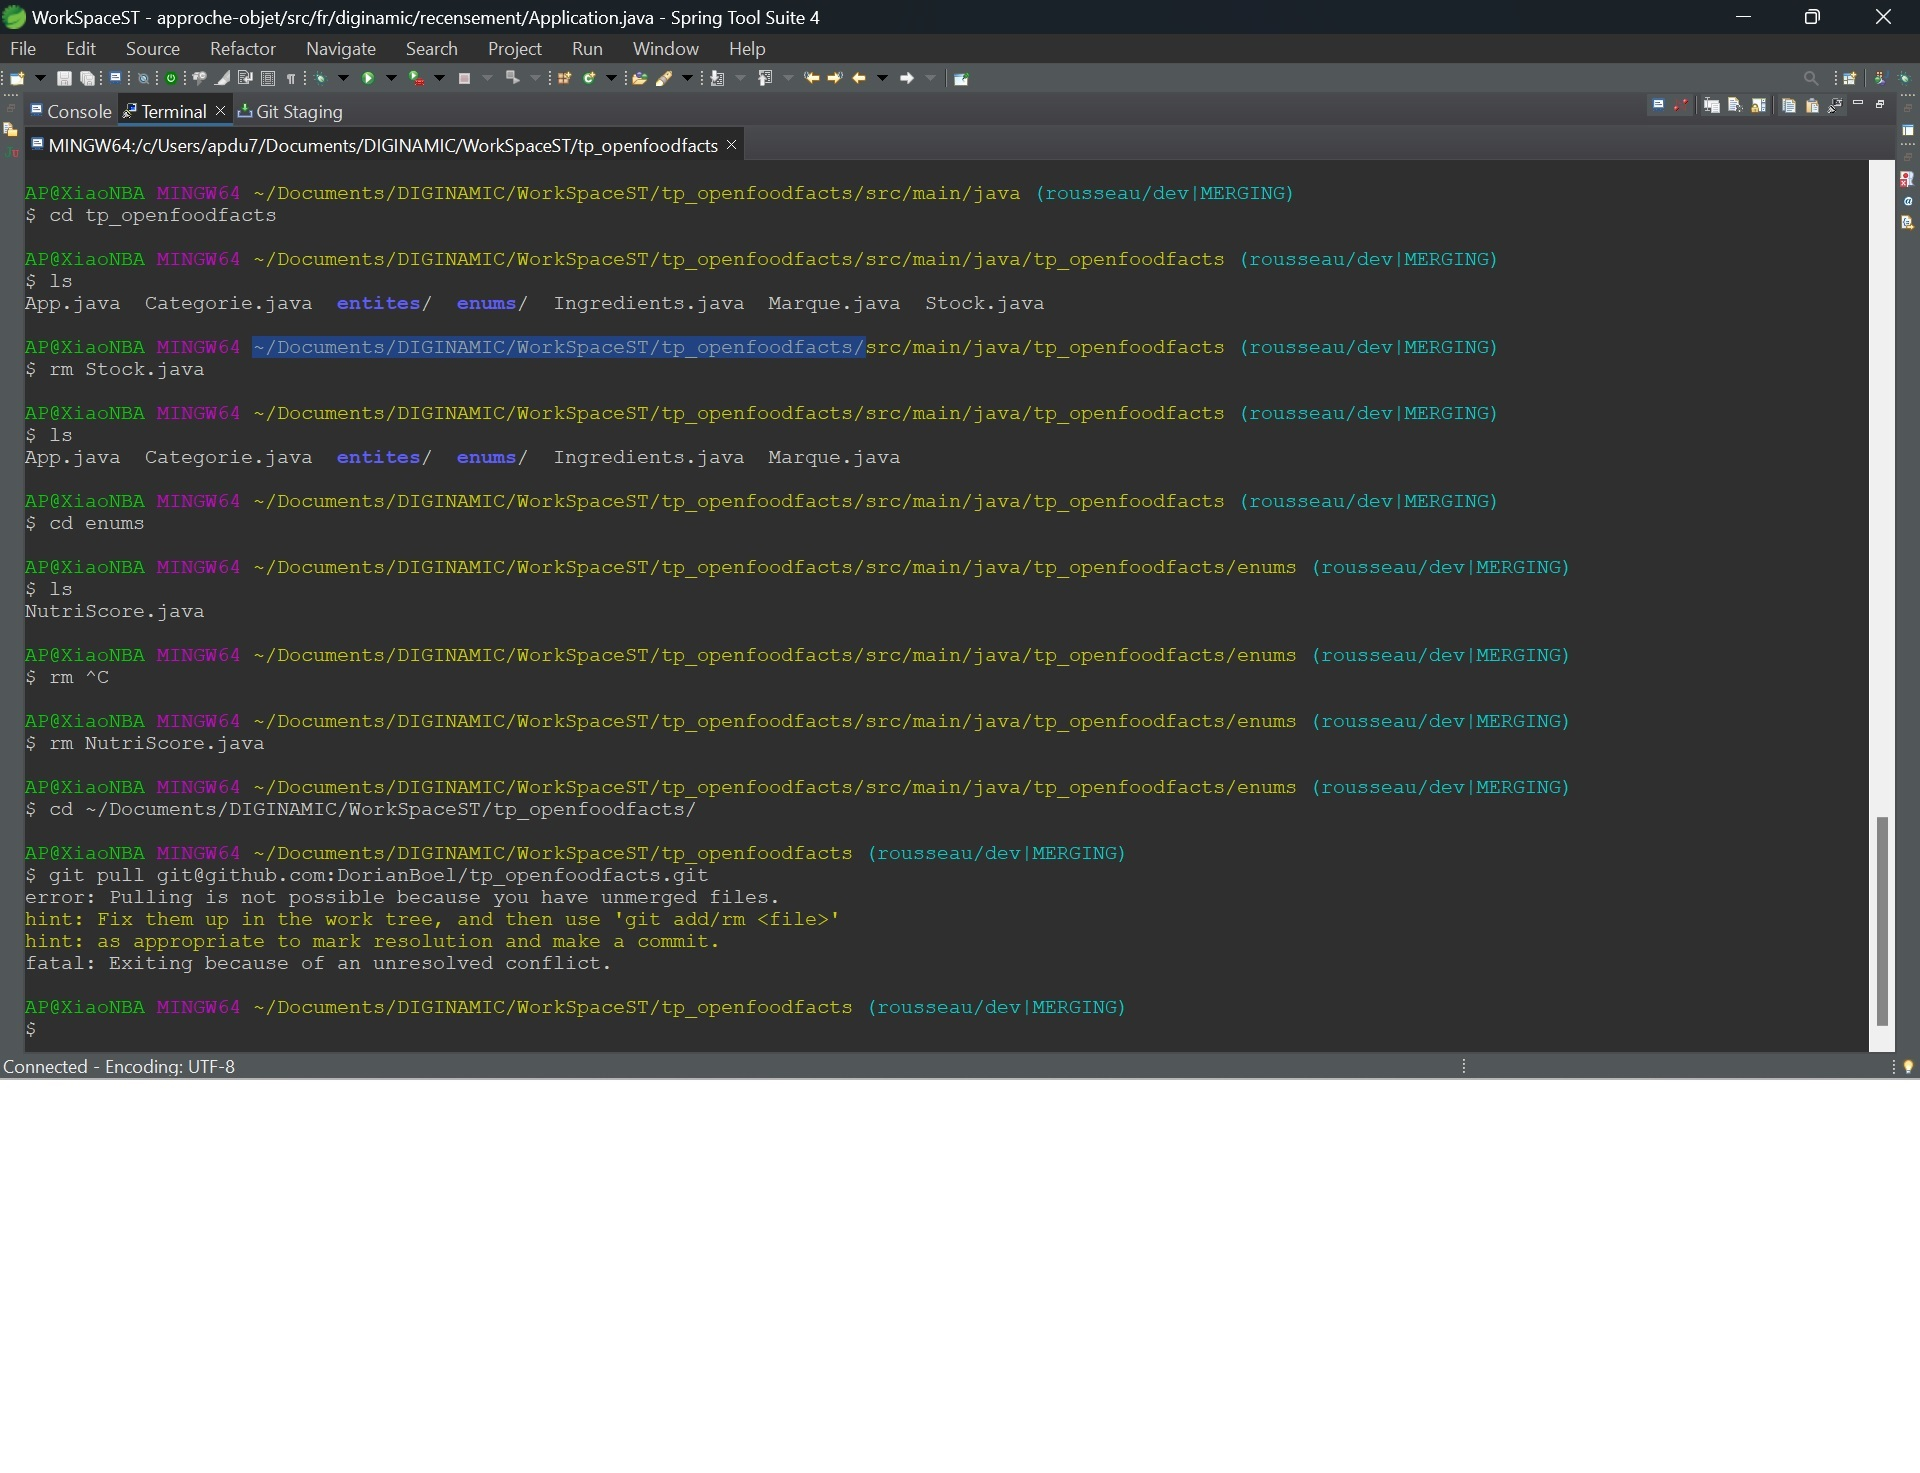 WorkSpaceST - approche-objet/src/fr/diginamic/recensement/Application.java - Spring Tool Suite 4
File Edit Source Refactor Navigate Search Project Run Window Help
Console Terminal Git Staging
MINGW64:/c/Users/apdu7/Documents/DIGINAMIC/WorkSpaceST/tp_openfoodfacts
AP@XiaoNBA MINGW64 ~/Documents/DIGINAMIC/WorkSpaceST/tp_openfoodfacts/src/main/java (rousseau/dev|MERGING)
$ cd tp_openfoodfacts
AP@XiaoNBA MINGW64 ~/Documents/DIGINAMIC/WorkSpaceST/tp_openfoodfacts/src/main/java/tp_openfoodfacts (rousseau/dev|MERGING)
$ ls
App.java Categorie.java entites/ enums/ Ingredients.java Marque.java Stock.java
AP@XiaoNBA MINGW64 ~/Documents/DIGINAMIC/WorkSpaceST/tp_openfoodfacts/src/main/java/tp_openfoodfacts (rousseau/dev|MERGING)
$ rm Stock.java
AP@XiaoNBA MINGW64 ~/Documents/DIGINAMIC/WorkSpaceST/tp_openfoodfacts/src/main/java/tp_openfoodfacts (rousseau/dev|MERGING)
$ ls
App.java Categorie.java entites/ enums/ Ingredients.java Marque.java
AP@XiaoNBA MINGW64 ~/Documents/DIGINAMIC/WorkSpaceST/tp_openfoodfacts/src/main/java/tp_openfoodfacts (rousseau/dev|MERGING)
$ cd enums
AP@XiaoNBA MINGW64 ~/Documents/DIGINAMIC/WorkSpaceST/tp_openfoodfacts/src/main/java/tp_openfoodfacts/enums (rousseau/dev|MERGING)
$ ls
NutriScore.java
AP@XiaoNBA MINGW64 ~/Documents/DIGINAMIC/WorkSpaceST/tp_openfoodfacts/src/main/java/tp_openfoodfacts/enums (rousseau/dev|MERGING)
$ rm ^C
AP@XiaoNBA MINGW64 ~/Documents/DIGINAMIC/WorkSpaceST/tp_openfoodfacts/src/main/java/tp_openfoodfacts/enums (rousseau/dev|MERGING)
$ rm NutriScore.java
AP@XiaoNBA MINGW64 ~/Documents/DIGINAMIC/WorkSpaceST/tp_openfoodfacts/src/main/java/tp_openfoodfacts/enums (rousseau/dev|MERGING)
$ cd ~/Documents/DIGINAMIC/WorkSpaceST/tp_openfoodfacts/
AP@XiaoNBA MINGW64 ~/Documents/DIGINAMIC/WorkSpaceST/tp_openfoodfacts (rousseau/dev|MERGING)
$ git pull git@github.com:DorianBoel/tp_openfoodfacts.git
error: Pulling is not possible because you have unmerged files.
hint: Fix them up in the work tree, and then use 'git add/rm <file>'
hint: as appropriate to mark resolution and make a commit.
fatal: Exiting because of an unresolved conflict.
AP@XiaoNBA MINGW64 ~/Documents/DIGINAMIC/WorkSpaceST/tp_openfoodfacts (rousseau/dev|MERGING)
$
Connected - Encoding: UTF-8